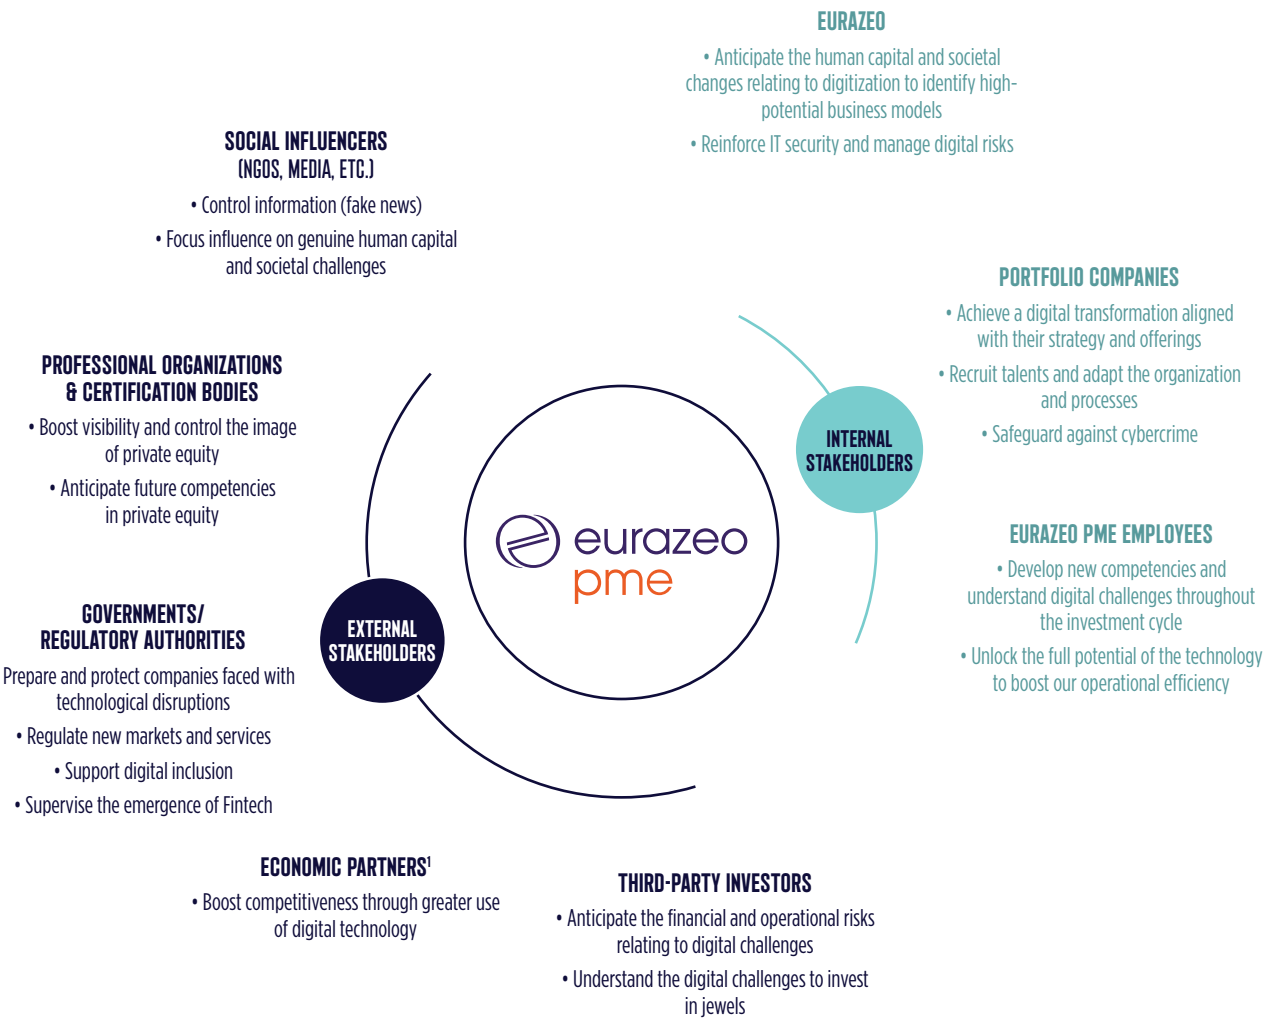 EURAZEO
• Anticipate the human capital and societal
changes relating to digitization to identify high-
potential business models
• Reinforce IT security and manage digital risks
SOCIAL INFLUENCERS
(NGOS, MEDIA, ETC.)
• Control information (fake news)
• Focus influence on genuine human capital
and societal challenges
PORTFOLIO COMPANIES
• Achieve a digital transformation aligned
with their strategy and offerings
• Recruit talents and adapt the organization
and processes
• Safeguard against cybercrime
PROFESSIONAL ORGANIZATIONS
& CERTIFICATION BODIES
• Boost visibility and control the image
of private equity
• Anticipate future competencies
in private equity
INTERNAL
STAKEHOLDERS
eurazeo
pme
EURAZEO PME EMPLOYEES
• Develop new competencies and
understand digital challenges throughout
the investment cycle
• Unlock the full potential of the technology
to boost our operational efficiency
EXTERNAL
STAKEHOLDERS
GOVERNMENTS/
REGULATORY AUTHORITIES
Prepare and protect companies faced with
technological disruptions
• Regulate new markets and services
• Support digital inclusion
• Supervise the emergence of Fintech
ECONOMIC PARTNERS¹
• Boost competitiveness through greater use
of digital technology
THIRD-PARTY INVESTORS
• Anticipate the financial and operational risks
relating to digital challenges
• Understand the digital challenges to invest
in jewels